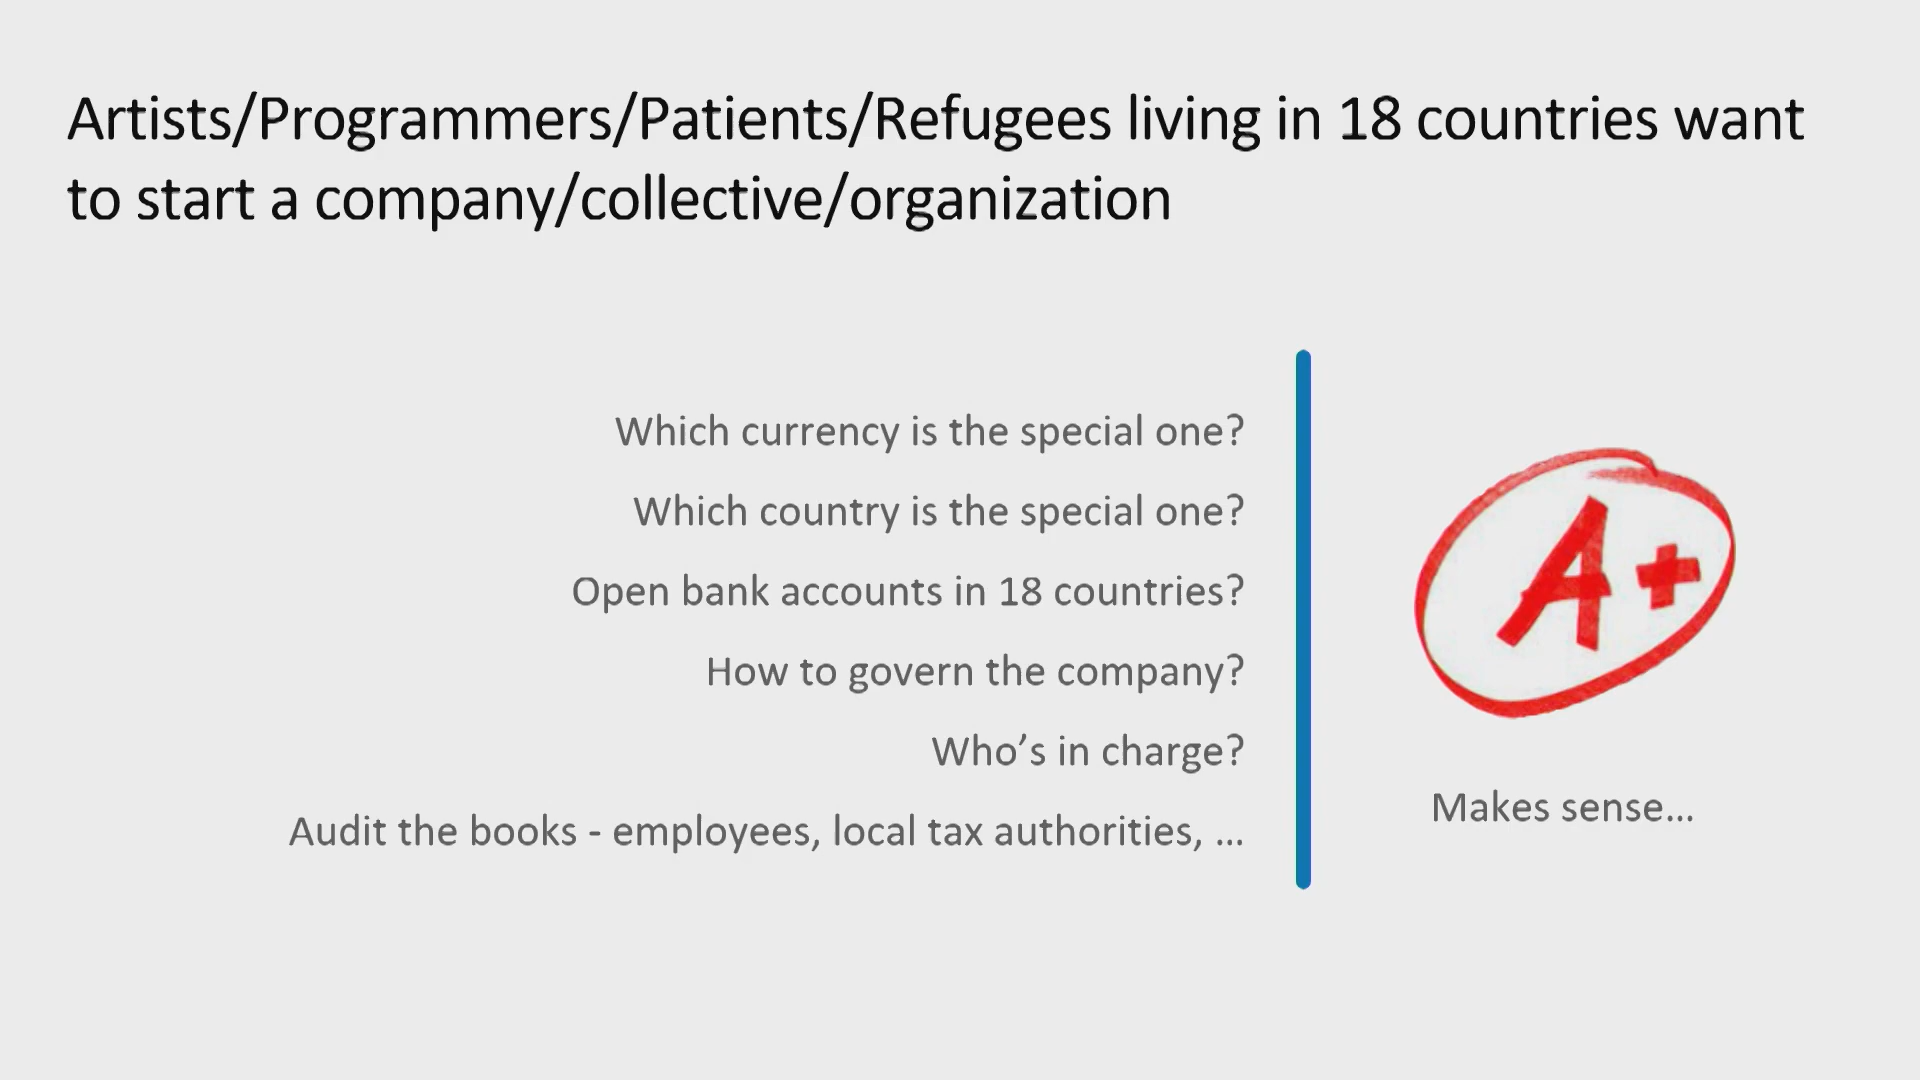 Artists/Programmers/Patients/Refugees living in 18 countries want
to start a company/collective/organization
Which currency is the special one?
Which country is the special one?
Open bank accounts in 18 countries?
How to govern the company?
Who’s in charge?
Audit the books - employees, local tax authorities, ...
A+
Makes sense...